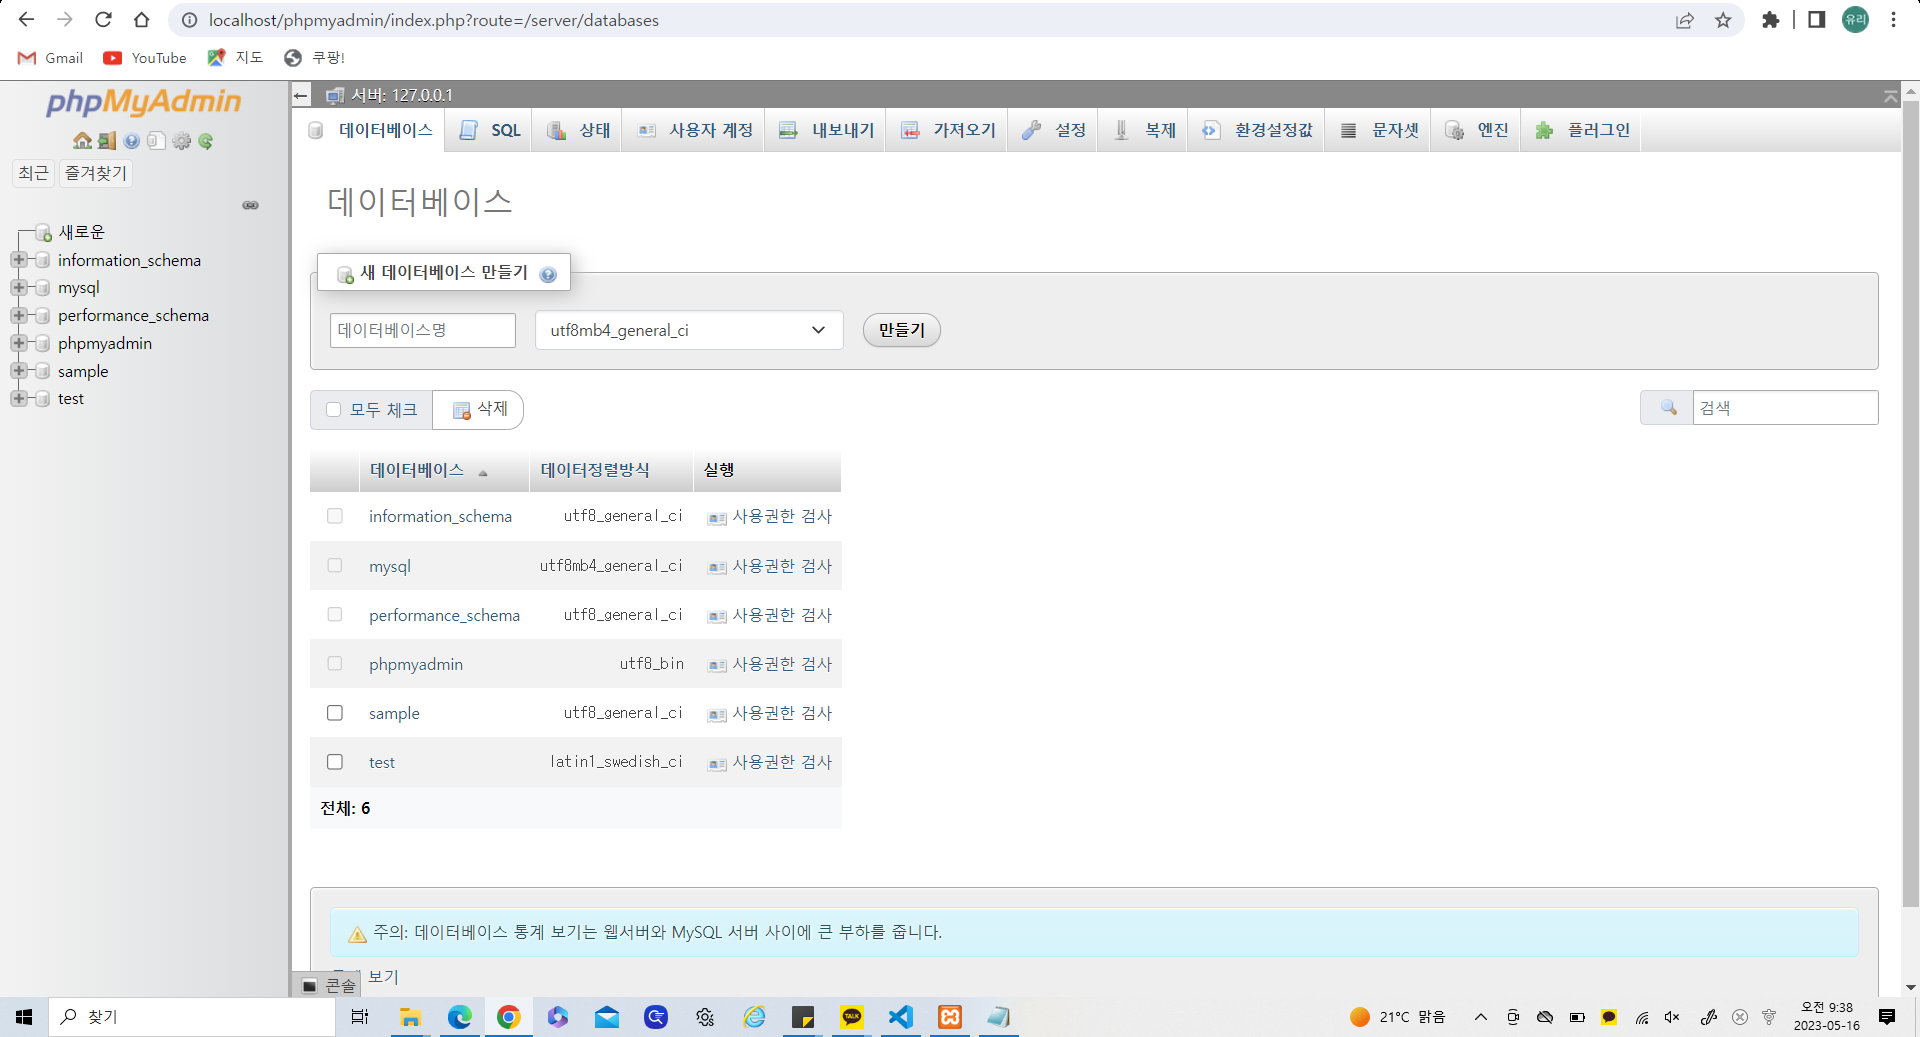 localhost/phpmyadmin/index.php?route=/server/databases
유리
Gmail YouTube 지도 쿠팡!
phpMyAdmin
최근 즐겨찾기
새로운
information_schema
mysql
performance_schema
phpmyadmin
sample
test
서버: 127.0.0.1
데이터베이스 SQL 상태 사용자 계정 내보내기 가져오기 설정 복제 환경설정값 문자셋 엔진 플러그인
데이터베이스
새 데이터베이스 만들기
데이터베이스명 utf8mb4_general_ci 만들기
모두 체크 삭제 검색
데이터베이스 데이터정렬방식 실행
information_schema utf8_general_ci 사용권한 검사
mysql utf8mb4_general_ci 사용권한 검사
performance_schema utf8_general_ci 사용권한 검사
phpmyadmin utf8_bin 사용권한 검사
sample utf8_general_ci 사용권한 검사
test latin1_swedish_ci 사용권한 검사
전체: 6
주의: 데이터베이스 통계 보기는 웹서버와 MySQL 서버 사이에 큰 부하를 줍니다.
보기
콘솔
찾기
TALK
21°C 맑음
오전 9:38
2023-05-16